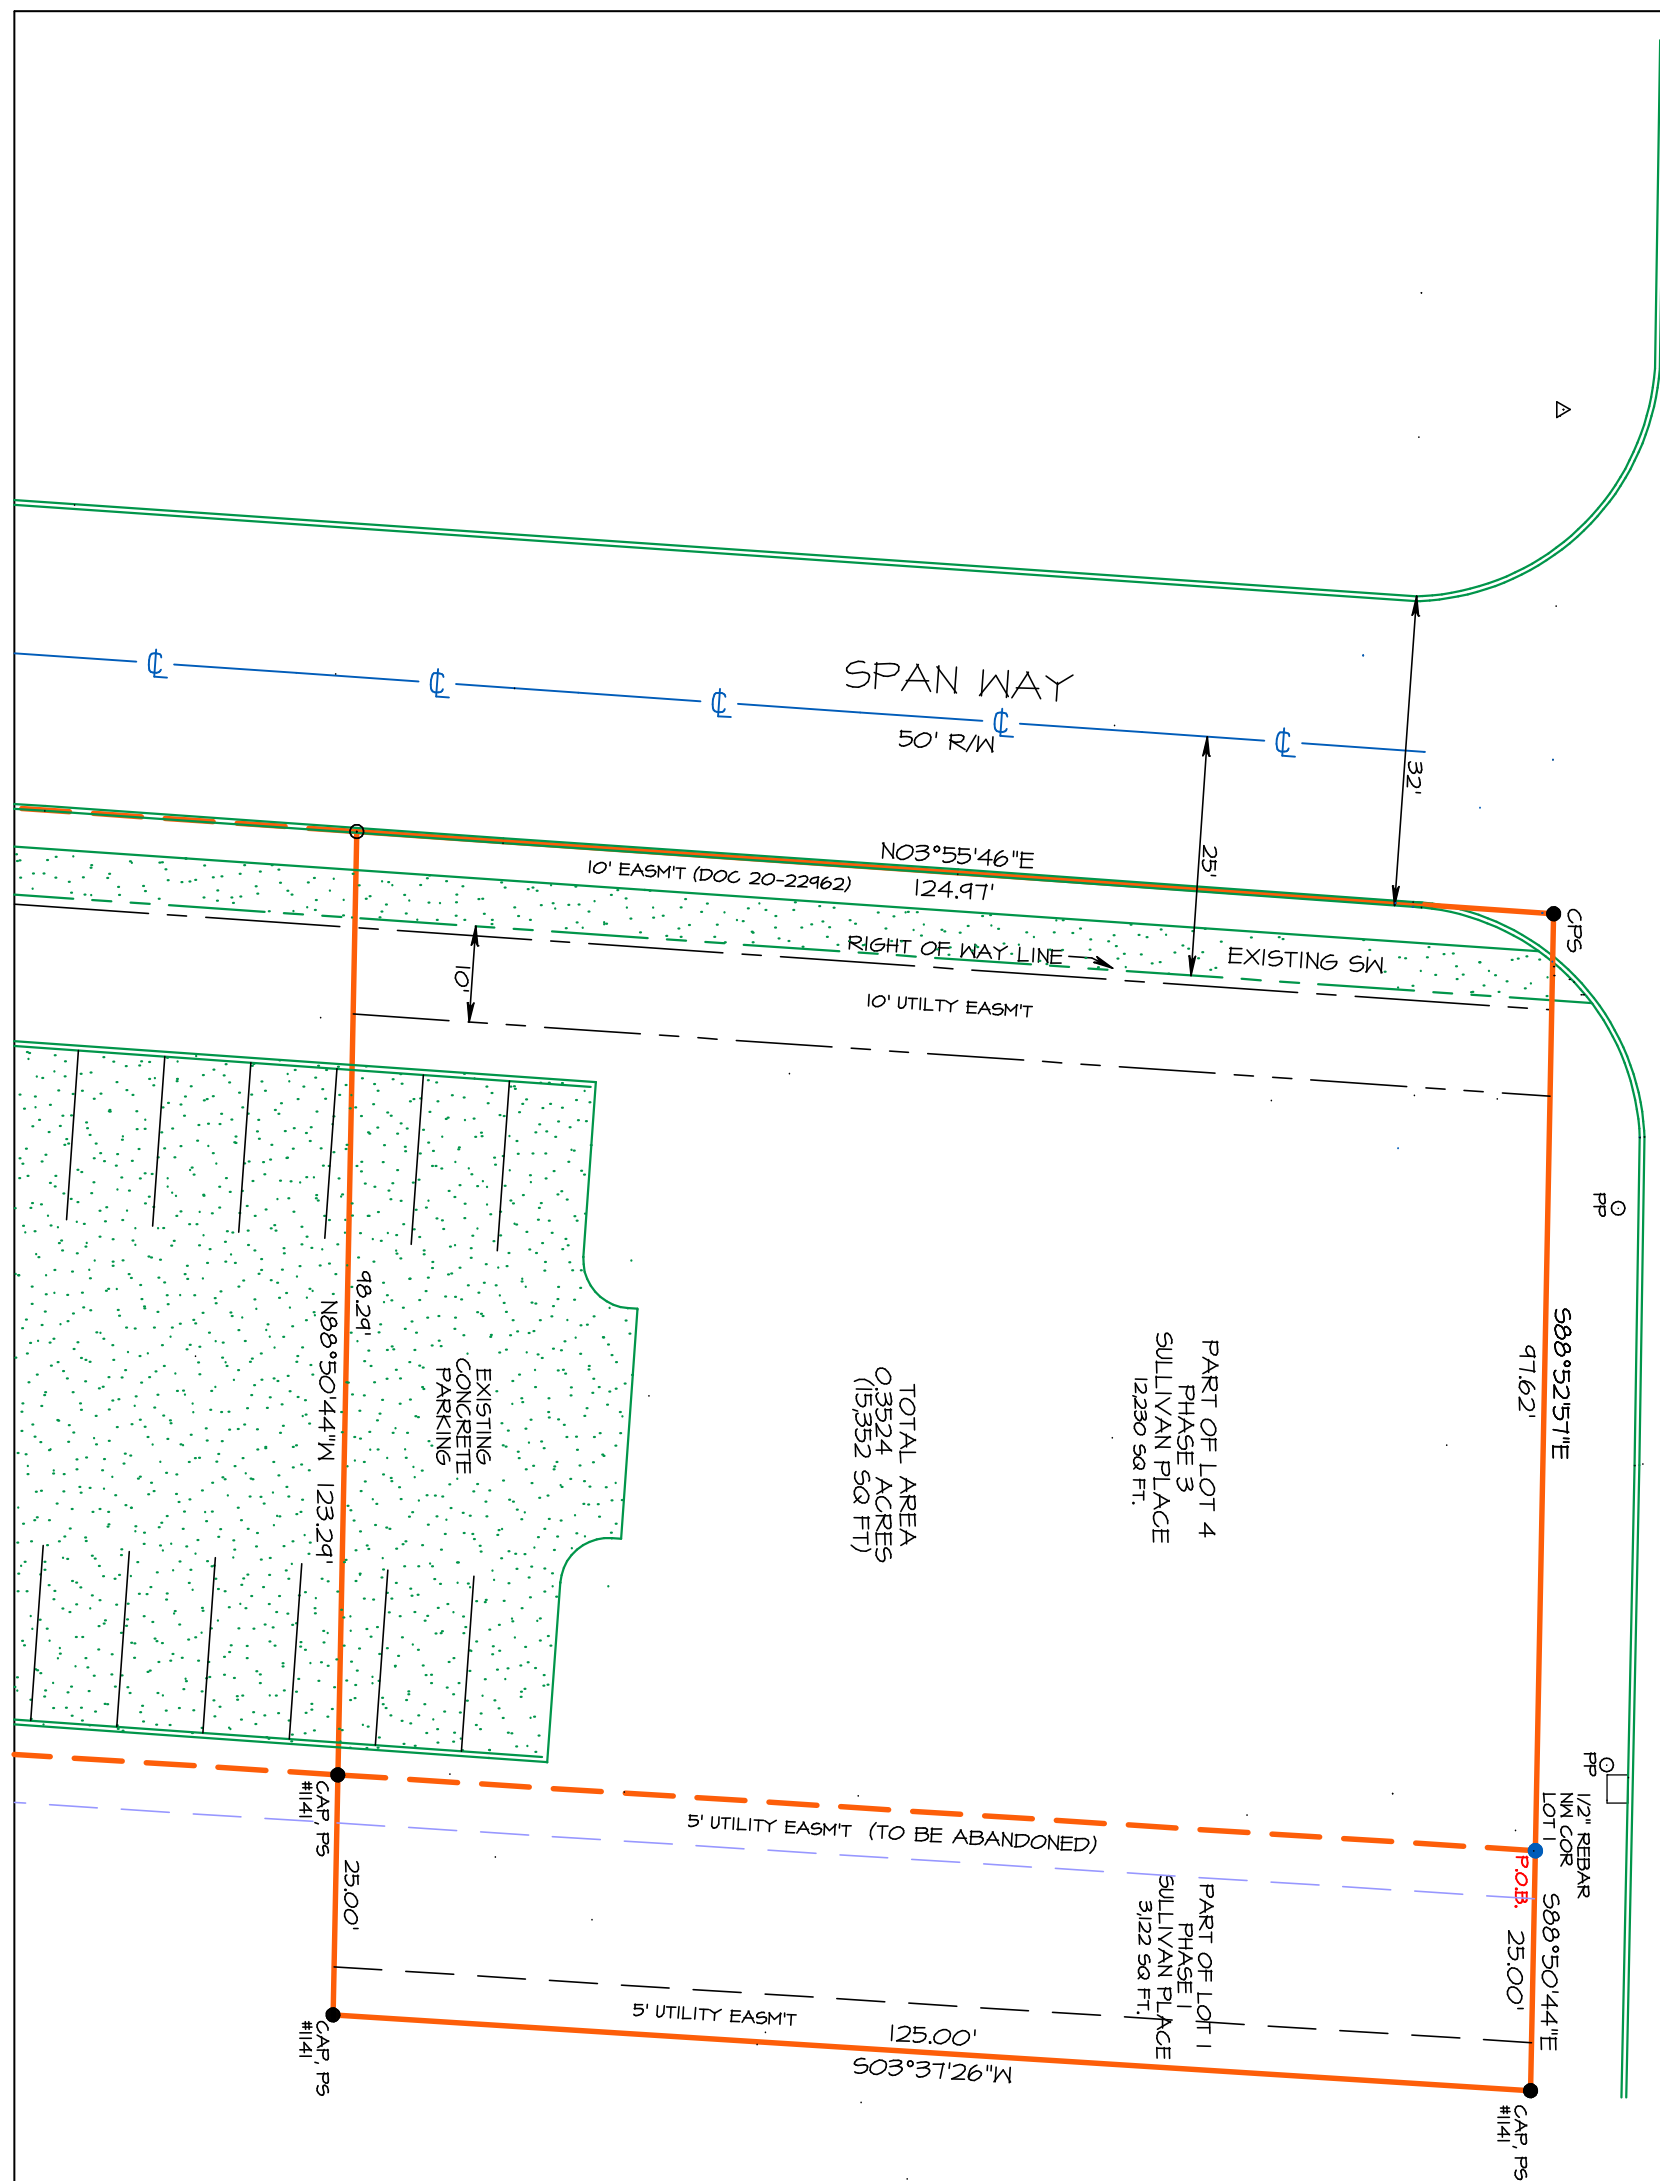 SPAN WAY
50' R/W
32'
25'
N03°55'46"E
124.97'
10' EASM'T (DOC 20-22962)
CPS
RIGHT OF WAY LINE
EXISTING SW
10'
10' UTILTY EASM'T
PP
98.29'
N88°50'44"W 123.29'
EXISTING
CONCRETE
PARKING
TOTAL AREA
0.3524 ACRES
(15,352 SQ FT)
PART OF LOT 4
PHASE 3
SULLIVAN PLACE
12,230 SQ FT.
S88°52'57"E
97.62'
PP
1/2" REBAR
NW COR
LOT 1
P.O.B.
CAP, PS
#1141
5' UTILITY EASM'T (TO BE ABANDONED)
25.00'
PART OF LOT 1
PHASE 1
SULLIVAN PLACE
3,122 SQ FT.
S88°50'44"E
25.00'
5' UTILITY EASM'T
125.00'
S03°37'26"W
CAP, PS
#1141
CAP, PS
#1141